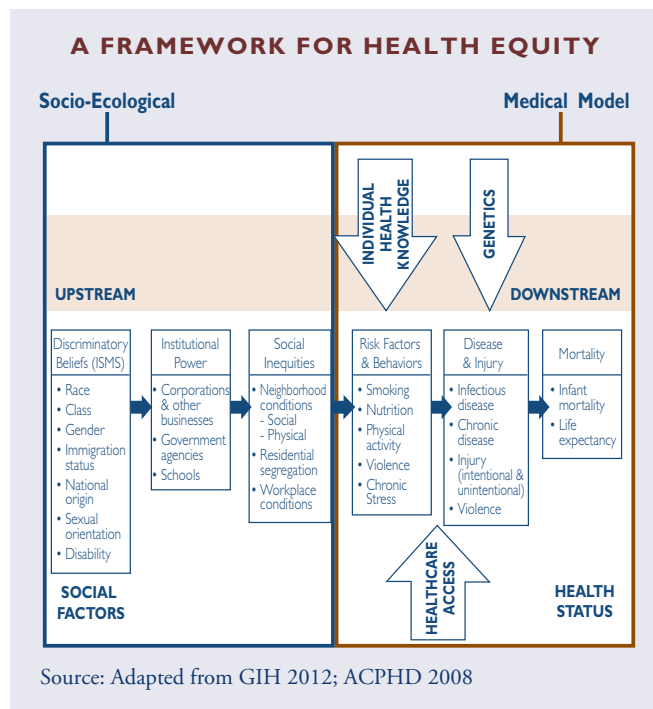 A FRAMEWORK FOR HEALTH EQUITY
Socio-Ecological
Medical Model
INDIVIDUAL
HEALTH
KNOWLEDGE
GENETICS
UPSTREAM
DOWNSTREAM
Discriminatory
Beliefs (ISMS)
• Race
• Class
• Gender
• Immigration
status
• National
origin
• Sexual
orientation
• Disability
Institutional
Power
• Corporations
& other
businesses
• Government
agencies
• Schools
Social
Inequities
• Neighborhood
conditions
- Social
- Physical
• Residential
segregation
• Workplace
conditions
Risk Factors
& Behaviors
• Smoking
• Nutrition
• Physical
activity
• Violence
• Chronic
Stress
Disease
& Injury
• Infectious
disease
• Chronic
disease
• Injury
(intentional &
unintentional)
• Violence
Mortality
• Infant
mortality
• Life
expectancy
SOCIAL
FACTORS
HEALTHCARE
ACCESS
HEALTH
STATUS
Source: Adapted from GIH 2012; ACPHD 2008